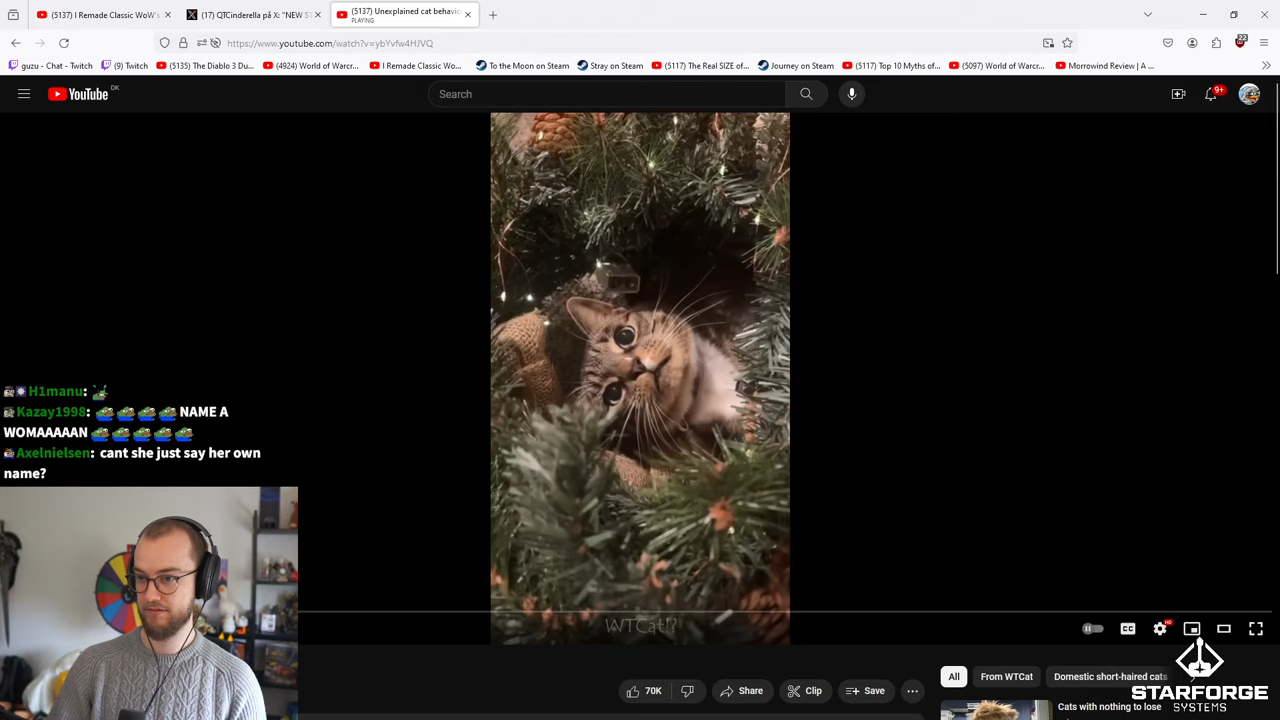 (5137) I Remade Classic WoW's
(17) QTCinderella på X: "NEW S
(5137) Unexplained cat behavio
PLAYING
https://www.youtube.com/watch?v=ybYvfw4HJVQ
guzu - Chat - Twitch
(9) Twitch
(5135) The Diablo 3 Du...
(4924) World of Warcr...
I Remade Classic Wo...
To the Moon on Steam
Stray on Steam
(5117) The Real SIZE of...
Journey on Steam
(5117) Top 10 Myths of...
(5097) World of Warcr...
Morrowind Review | A ...
YouTube DK
Search
9+
H1manu:
Kazay1998: NAME A
WOMAAAAAN
Axelnielsen: cant she just say her own
name?
WTCat!?
HD
70K
Share
Clip
Save
All
From WTCat
Domestic short-haired cats
Cats with nothing to lose
STARFORGE
SYSTEMS